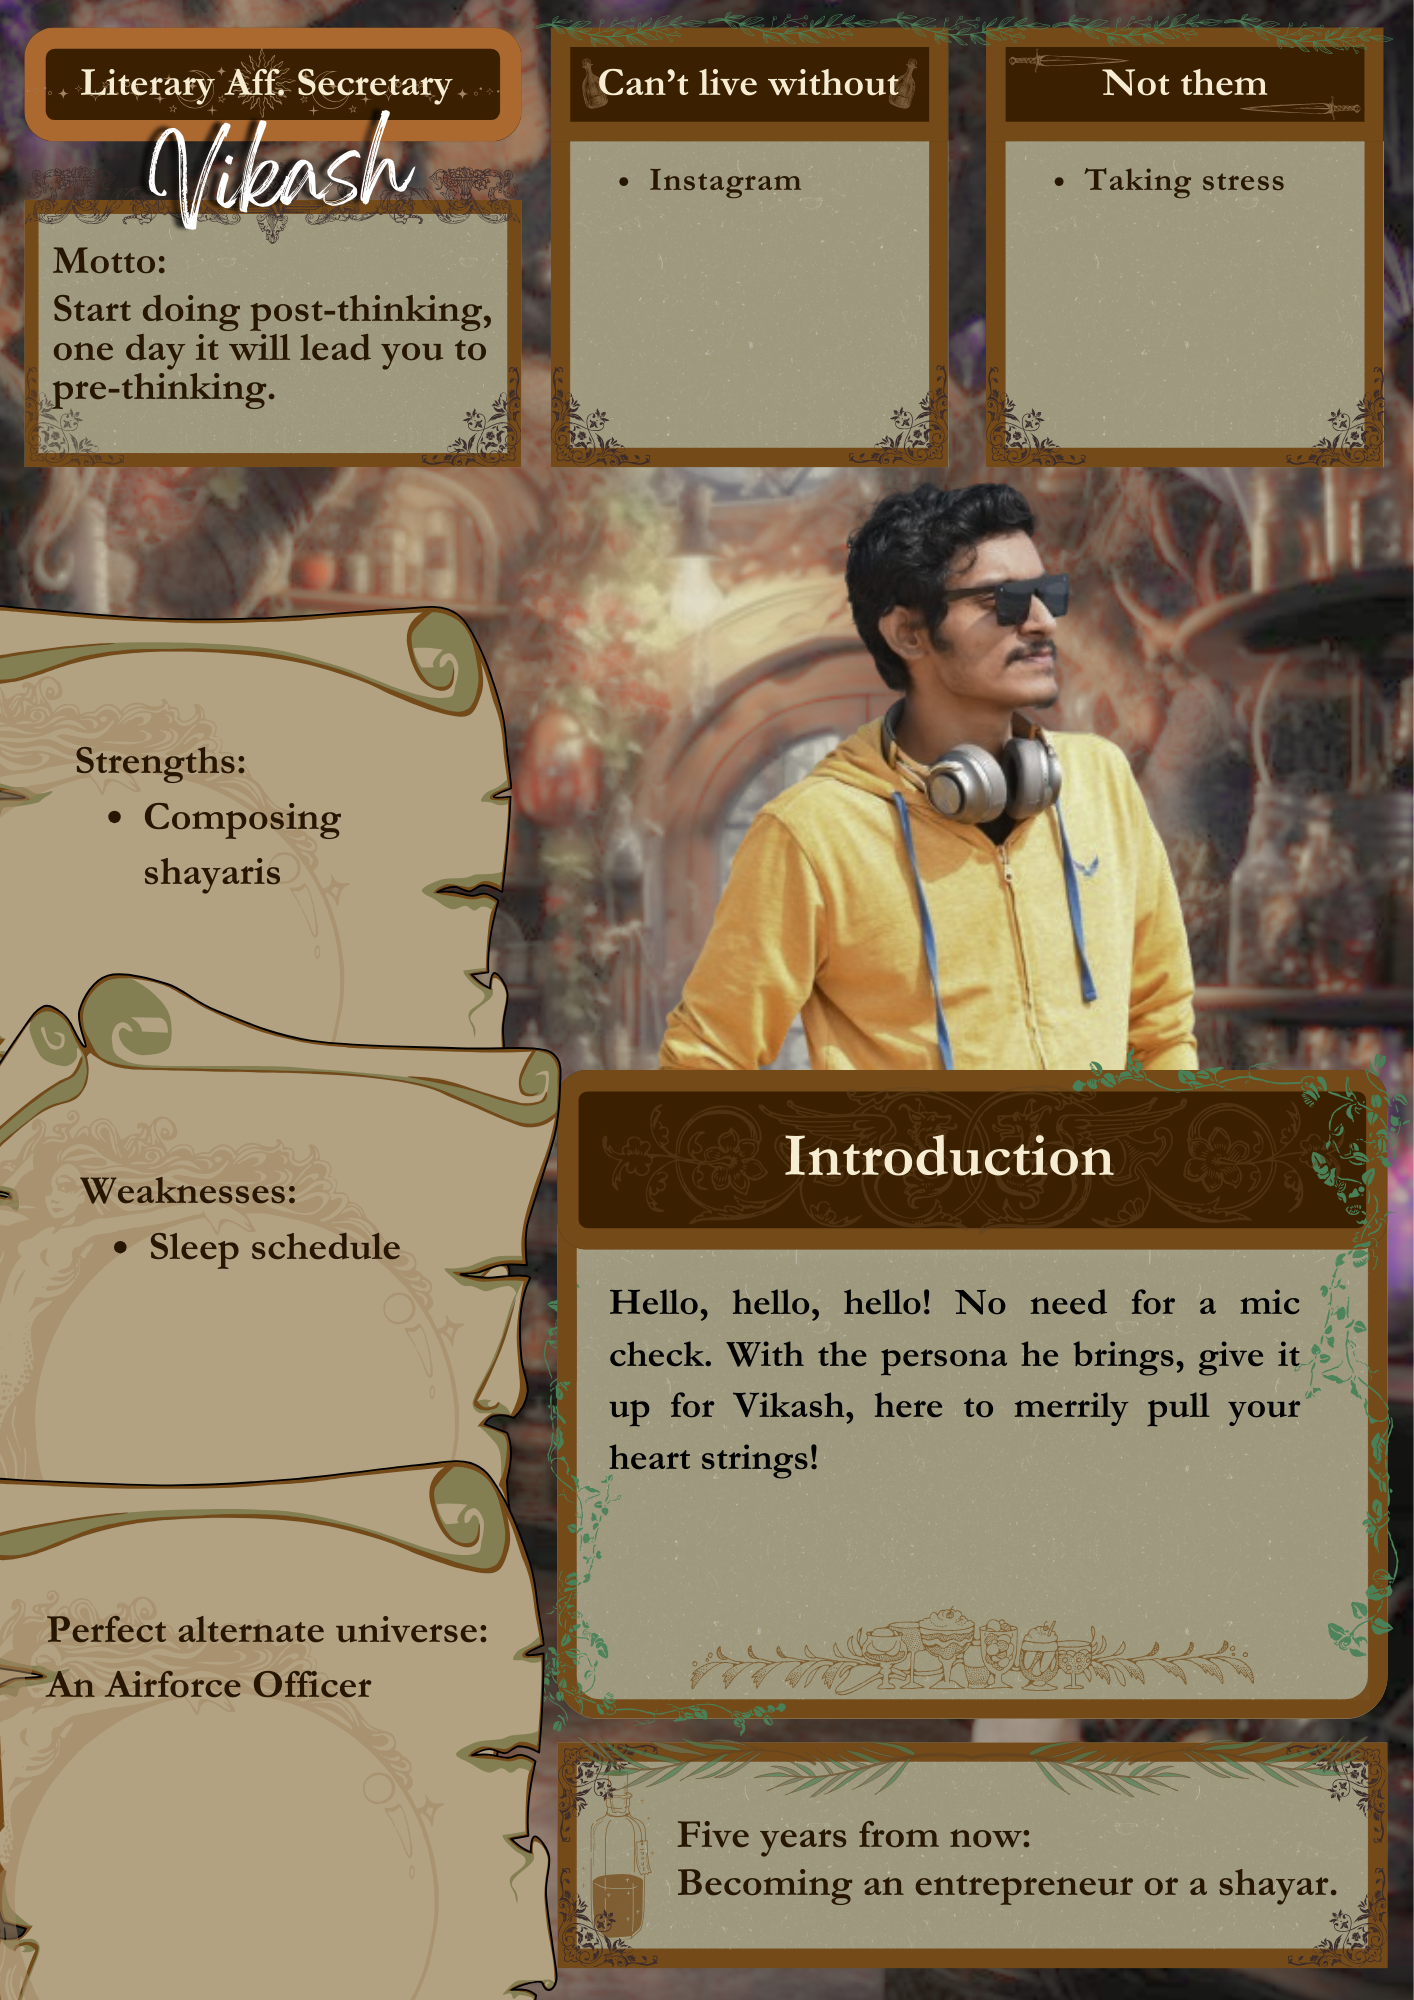 Literary Aff. Secretary
Vikash
Motto:
Start doing post-thinking,
one day it will lead you to
pre-thinking.
Can't live without
• Instagram
Not them
• Taking stress
Strengths:
• Composing
shayaris
Weaknesses:
• Sleep schedule
Perfect alternate universe:
An Airforce Officer
Introduction
Hello, hello, hello! No need for a mic
check. With the persona he brings, give it
up for Vikash, here to merrily pull your
heart strings!
Five years from now:
Becoming an entrepreneur or a shayar.